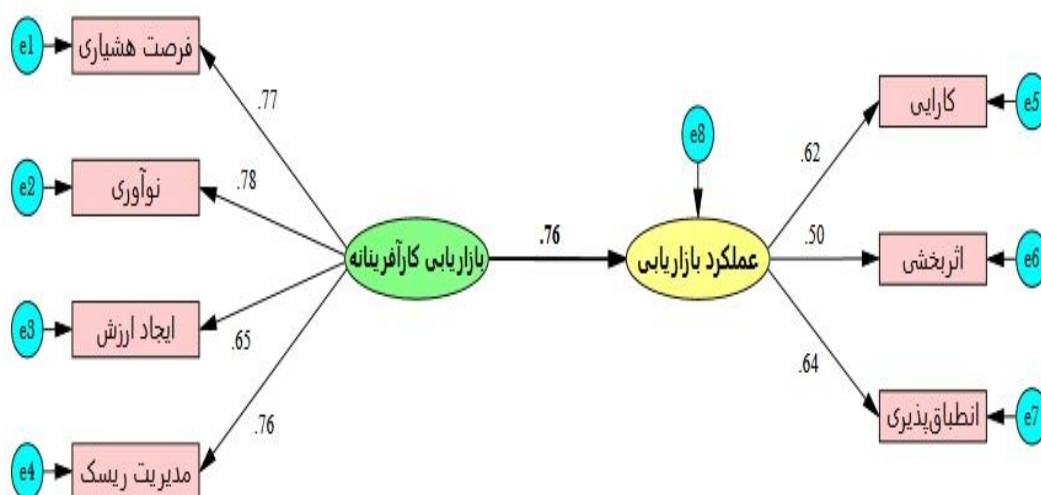 e1
فرصت هشیاری
.77
e2
نوآوری
.78
e3
ایجاد ارزش
.65
e4
مدیریت ریسک
.76
بازاریابی کارآفرینانه
.76
e8
عملکرد بازاریابی
.62
کارایی
e5
.50
اثربخشی
e6
.64
انطباق‌پذیری
e7